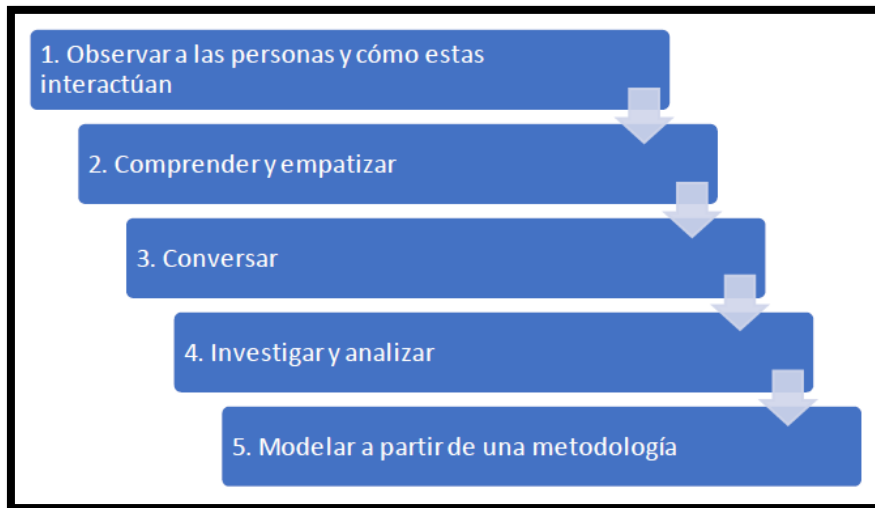 1. Observar a las personas y cómo estas
interactúan
2. Comprender y empatizar
3. Conversar
4. Investigar y analizar
5. Modelar a partir de una metodología